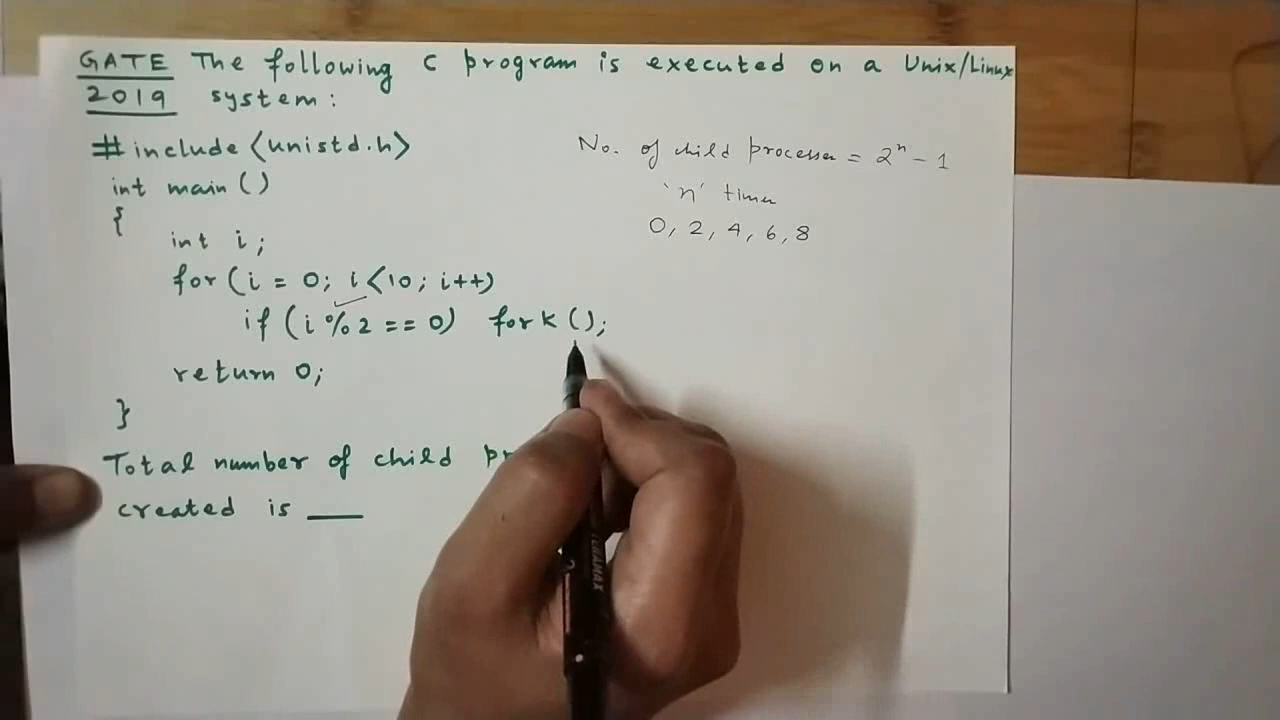 GATE The following C program is executed on a Unix/Linux
2019 system:
#include <unistd.h>
int main ()
{
int i;
for (i = 0; i < 10; i++)
if (i % 2 == 0) fork ();
return 0;
}
Total number of child
created is ___
No. of child processes = 2ⁿ - 1
'n' times
0, 2, 4, 6, 8